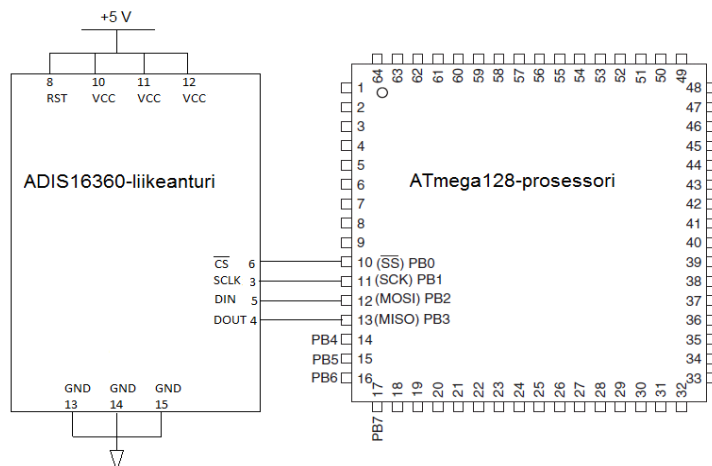 +5 V
8 10 11 12
RST VCC VCC VCC
ADIS16360-liikeanturi
CS 6
SCLK 3
DIN 5
DOUT 4
GND GND GND
13 14 15
64 63 62 61 60 59 58 57 56 55 54 53 52 51 50 49
ATmega128-prosessori
1
2
3
4
5
6
7
8
9
10 (SS) PB0
11 (SCK) PB1
12 (MOSI) PB2
13 (MISO) PB3
PB4 14
PB5 15
PB6 16
48
47
46
45
44
43
42
41
40
39
38
37
36
35
34
33
17 18 19 20 21 22 23 24 25 26 27 28 29 30 31 32
PB7